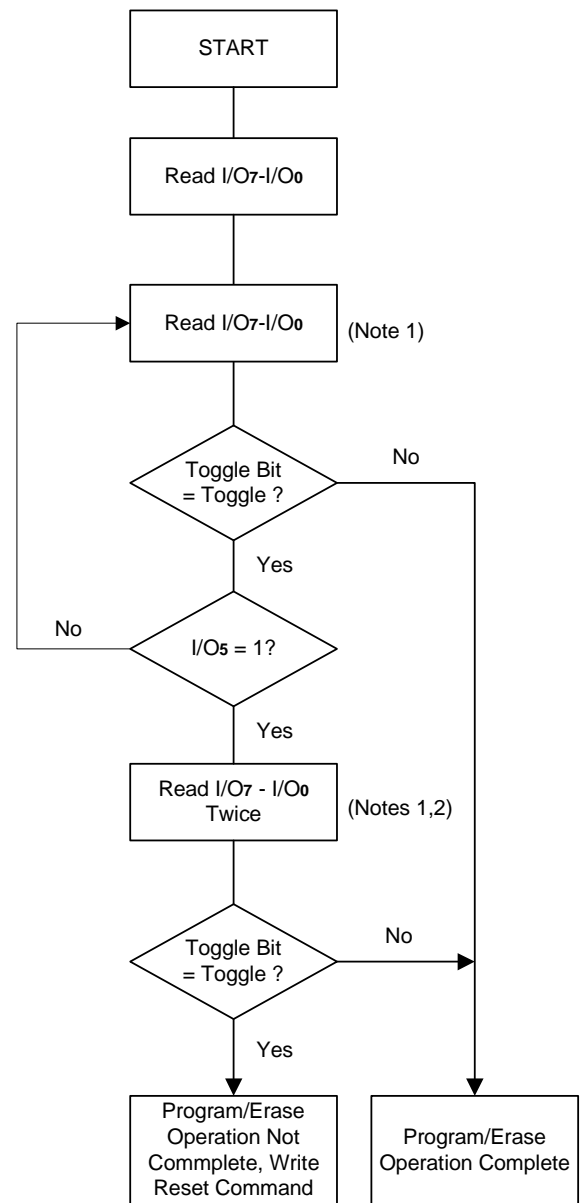 START
Read I/O7-I/O0
Read I/O7-I/O0
(Note 1)
Toggle Bit
= Toggle ?
No
Yes
I/O5 = 1?
No
Yes
Read I/O7 - I/O0
Twice
(Notes 1,2)
Toggle Bit
= Toggle ?
No
Yes
Program/Erase
Operation Not
Commplete, Write
Reset Command
Program/Erase
Operation Complete